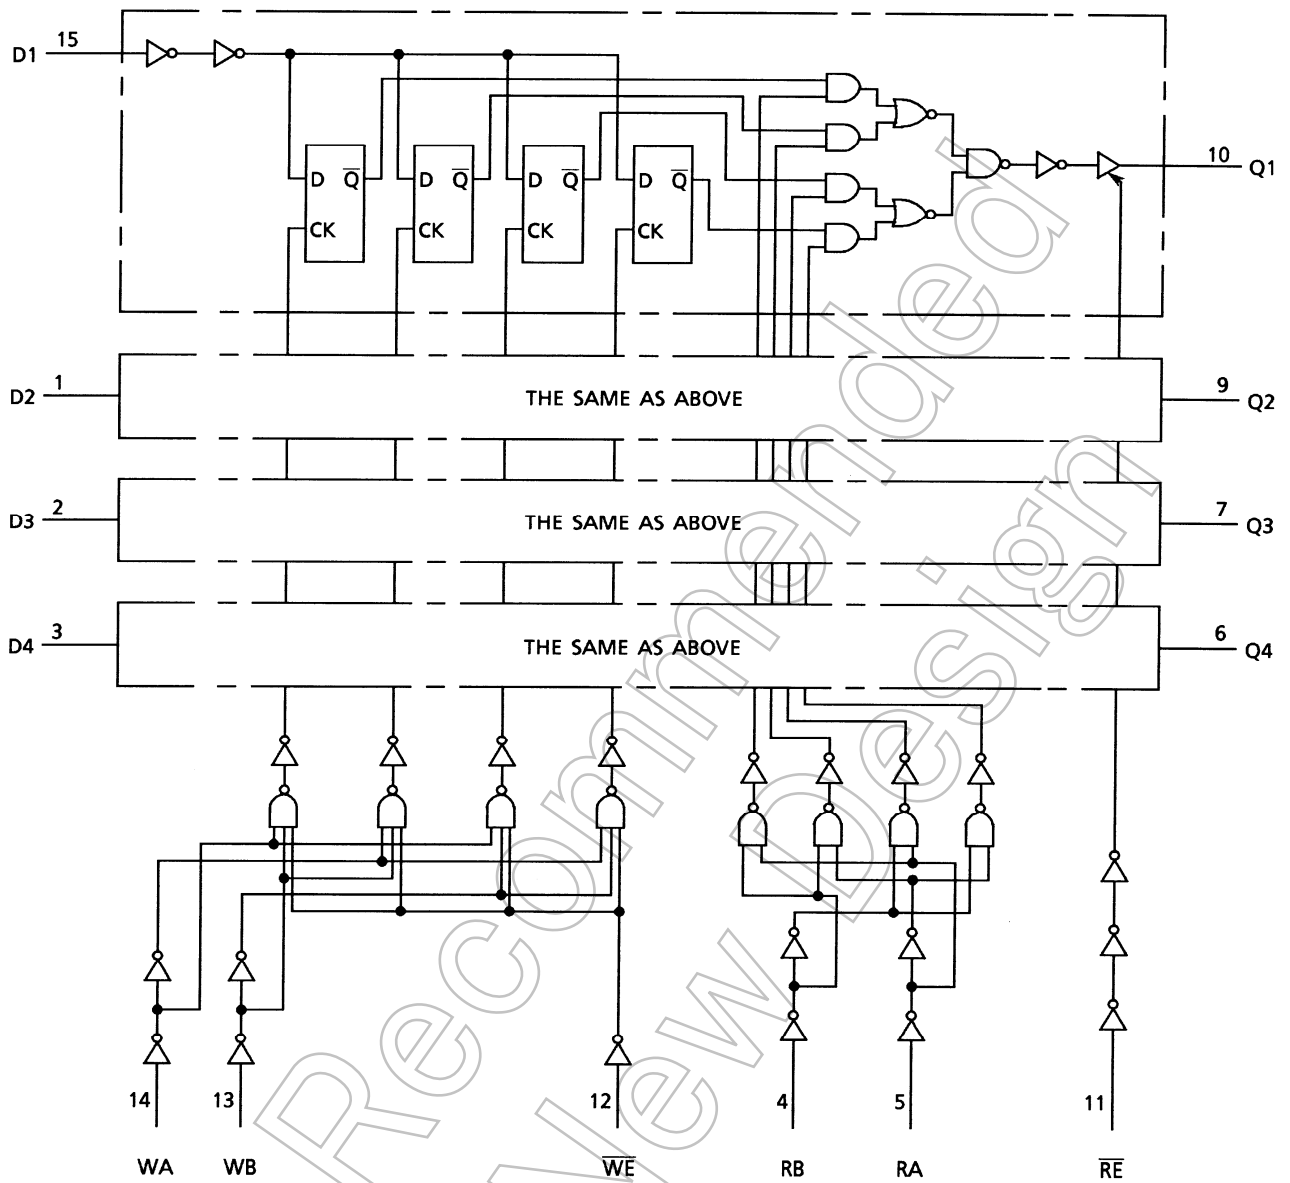 D1 15
D Q̅ D Q̅ D Q̅ D Q̅
CK CK CK CK
10 Q1
D2 1 THE SAME AS ABOVE 9 Q2
D3 2 THE SAME AS ABOVE 7 Q3
D4 3 THE SAME AS ABOVE 6 Q4
14 13 12 4 5 11
WA WB W̅E̅ RB RA R̅E̅
Recommended
New Design